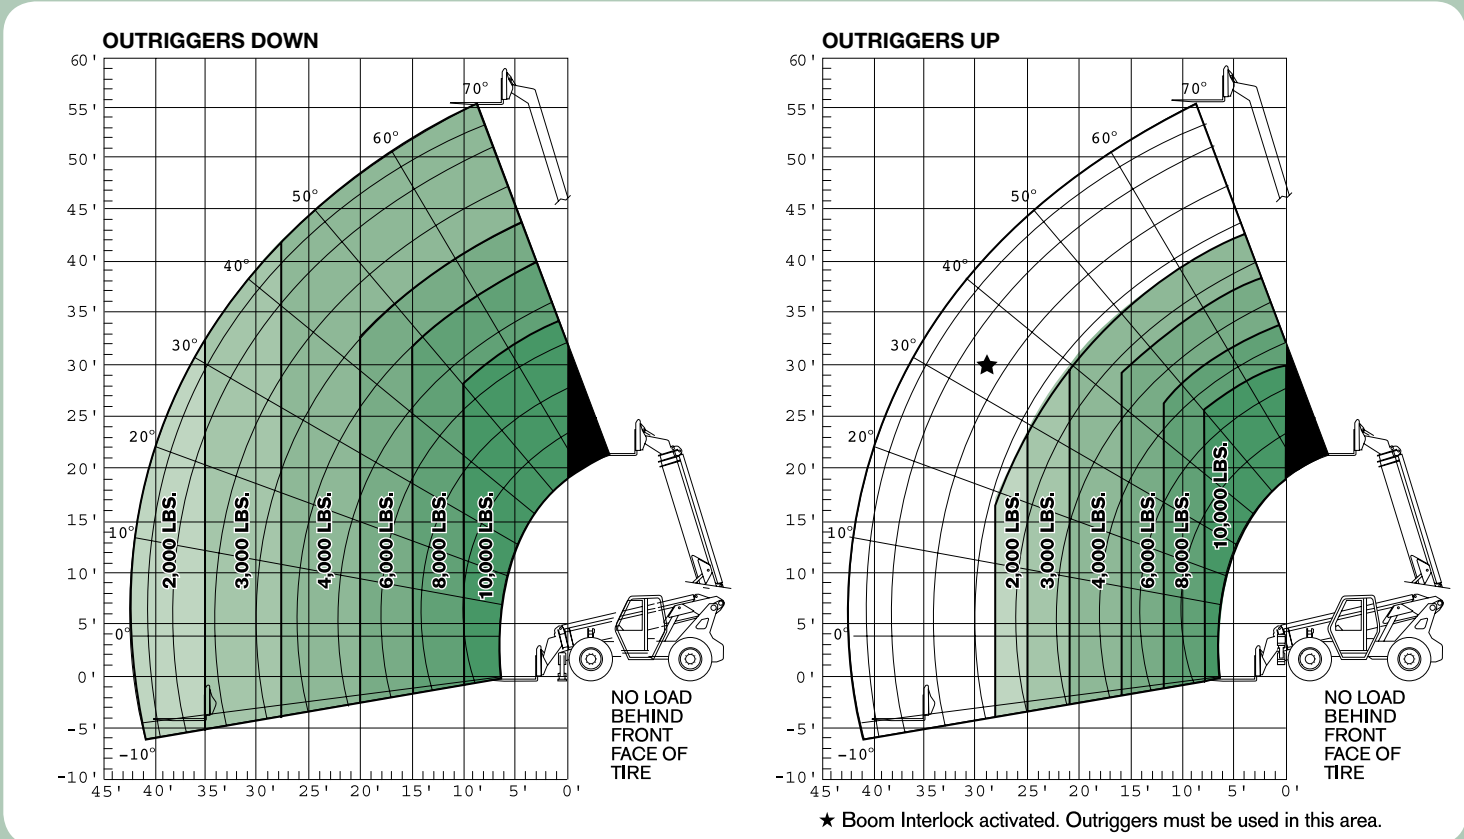 OUTRIGGERS DOWN
60'
55'
50'
45'
40'
35'
30'
25'
20'
15'
10'
5'
0'
-5'
-10'
70°
60°
50°
40°
30°
20°
10°
0°
-10°
2,000 LBS.
3,000 LBS.
4,000 LBS.
6,000 LBS.
8,000 LBS.
10,000 LBS.
45' 40' 35' 30' 25' 20' 15' 10' 5' 0'
NO LOAD
BEHIND
FRONT
FACE OF
TIRE
OUTRIGGERS UP
60'
55'
50'
45'
40'
35'
30'
25'
20'
15'
10'
5'
0'
-5'
-10'
70°
60°
50°
40°
30°
20°
10°
0°
-10°
2,000 LBS.
3,000 LBS.
4,000 LBS.
6,000 LBS.
8,000 LBS.
10,000 LBS.
45' 40' 35' 30' 25' 20' 15' 10' 5' 0'
NO LOAD
BEHIND
FRONT
FACE OF
TIRE
★ Boom Interlock activated. Outriggers must be used in this area.